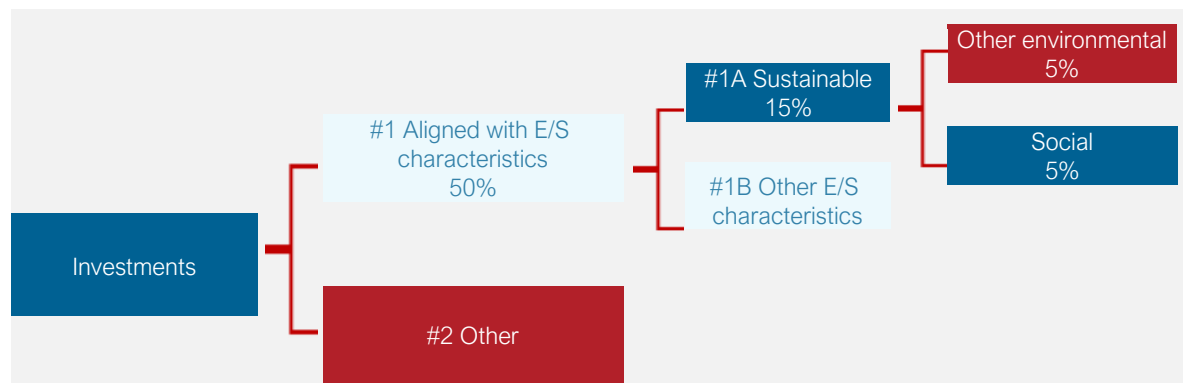 Investments
#1 Aligned with E/S
characteristics
50%
#2 Other
#1A Sustainable
15%
#1B Other E/S
characteristics
Other environmental
5%
Social
5%